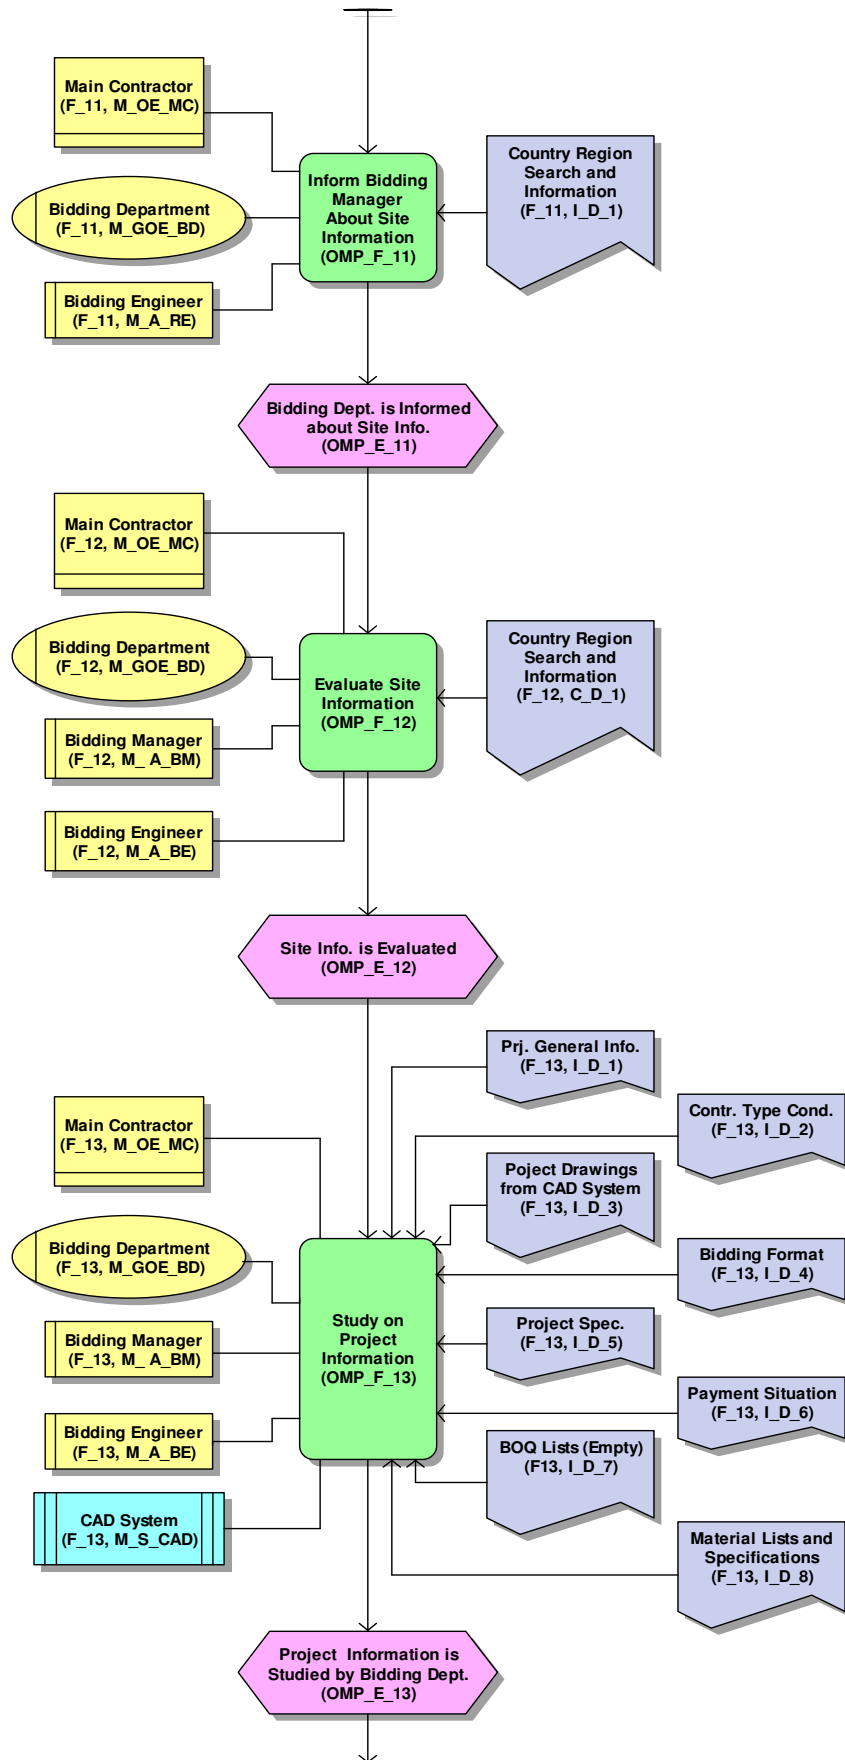 Main Contractor
(F_11, M_OE_MC)
Bidding Department
(F_11, M_GOE_BD)
Bidding Engineer
(F_11, M_A_RE)
Inform Bidding
Manager
About Site
Information
(OMP_F_11)
Country Region
Search and
Information
(F_11, I_D_1)
Bidding Dept. is Informed
about Site Info.
(OMP_E_11)
Main Contractor
(F_12, M_OE_MC)
Bidding Department
(F_12, M_GOE_BD)
Bidding Manager
(F_12, M_ A_BM)
Bidding Engineer
(F_12, M_A_BE)
Evaluate Site
Information
(OMP_F_12)
Country Region
Search and
Information
(F_12, C_D_1)
Site Info. is Evaluated
(OMP_E_12)
Main Contractor
(F_13, M_OE_MC)
Bidding Department
(F_13, M_GOE_BD)
Bidding Manager
(F_13, M_ A_BM)
Bidding Engineer
(F_13, M_A_BE)
CAD System
(F_13, M_S_CAD)
Study on
Project
Information
(OMP_F_13)
Prj. General Info.
(F_13, I_D_1)
Contr. Type Cond.
(F_13, I_D_2)
Poject Drawings
from CAD System
(F_13, I_D_3)
Bidding Format
(F_13, I_D_4)
Project Spec.
(F_13, I_D_5)
Payment Situation
(F_13, I_D_6)
BOQ Lists (Empty)
(F13, I_D_7)
Material Lists and
Specifications
(F_13, I_D_8)
Project  Information is
Studied by Bidding Dept.
(OMP_E_13)